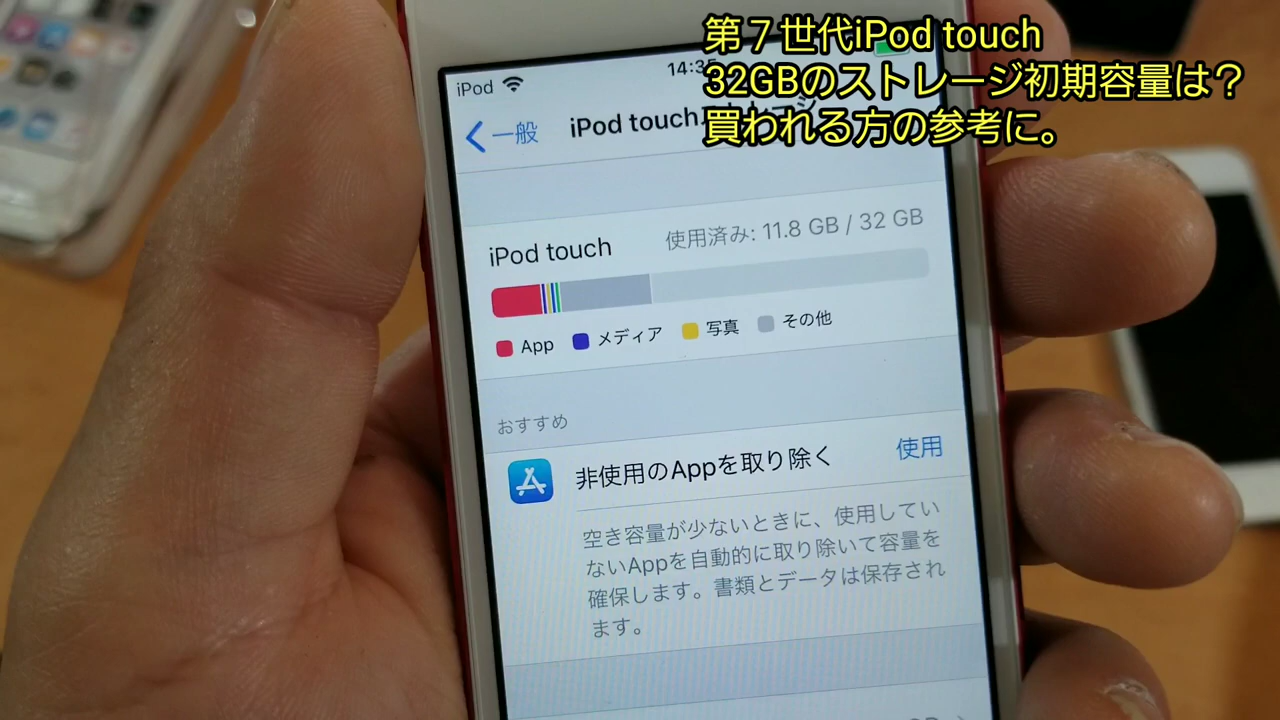 第７世代iPod touch
32GBのストレージ初期容量は？
買われる方の参考に。
iPod
14:35
一般
iPod touch
iPod touch
使用済み: 11.8 GB / 32 GB
App
メディア
写真
その他
おすすめ
非使用のAppを取り除く
使用
空き容量が少ないときに、使用してい
ないAppを自動的に取り除いて容量を
確保します。書類とデータは保存され
ます。